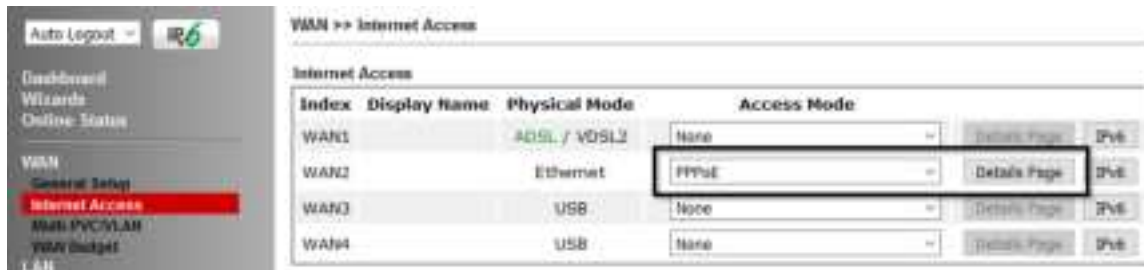 Auto Logout IPv6
WAN >> Internet Access
Dashboard
Wizards
Online Status
Internet Access
Index Display Name Physical Mode Access Mode
WAN1 ADSL / VDSL2 None Details Page IPv6
WAN
WAN2 Ethernet PPPoE Details Page IPv6
General Setup
Internet Access
WAN3 USB None Details Page IPv6
Multi-PVC/VLAN
WAN Budget
WAN4 USB None Details Page IPv6
LAN